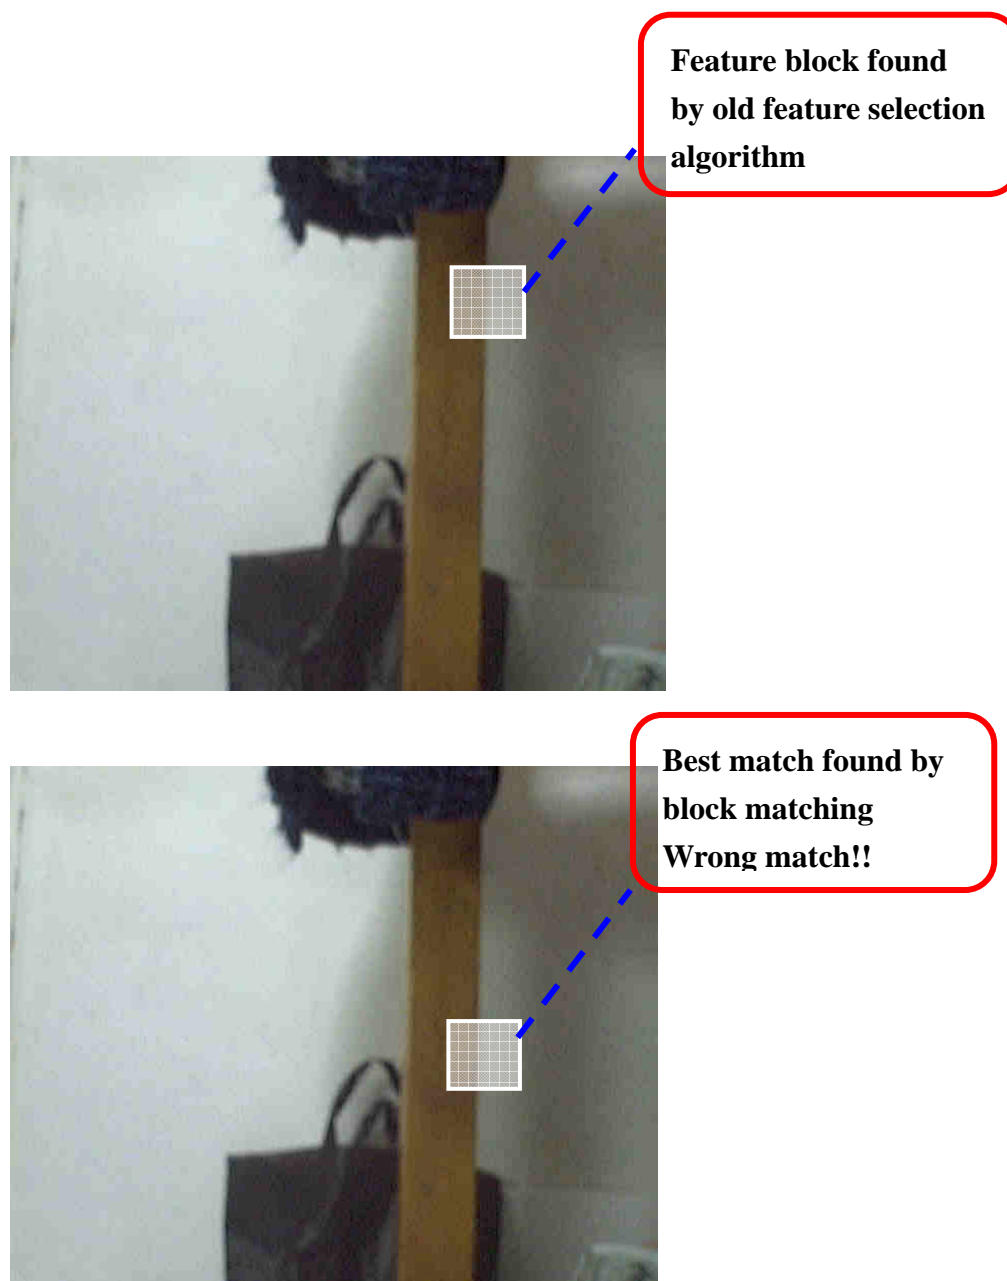 Feature block found
by old feature selection
algorithm
Best match found by
block matching
Wrong match!!